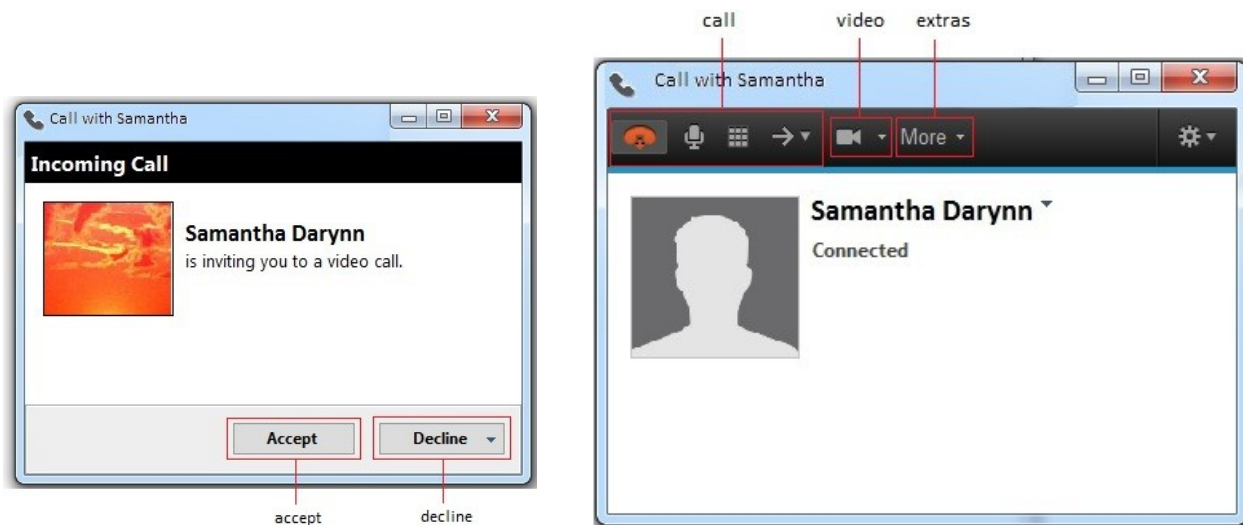 Call with Samantha
Incoming Call
Samantha Darynn
is inviting you to a video call.
Accept
Decline
accept
decline
call
video
extras
Call with Samantha
More
Samantha Darynn
Connected